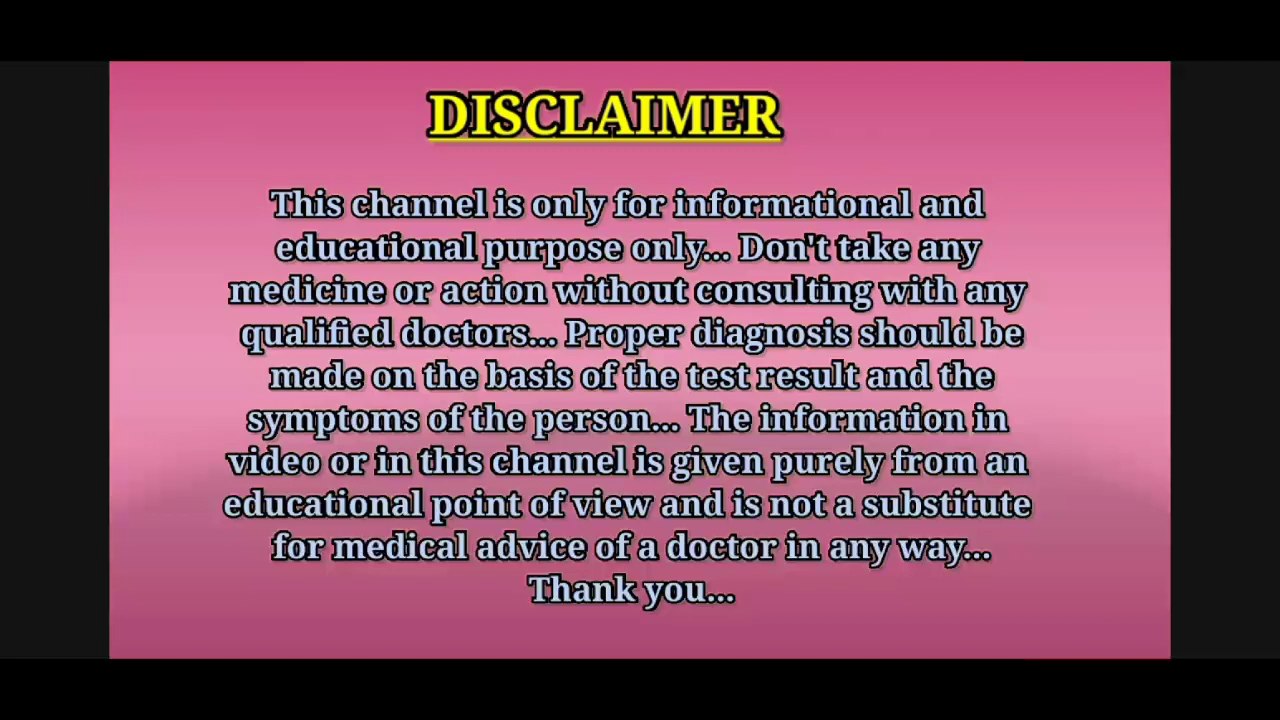 DISCLAIMER
This channel is only for informational and
educational purpose only... Don't take any
medicine or action without consulting with any
qualified doctors... Proper diagnosis should be
made on the basis of the test result and the
symptoms of the person... The information in
video or in this channel is given purely from an
educational point of view and is not a substitute
for medical advice of a doctor in any way...
Thank you...